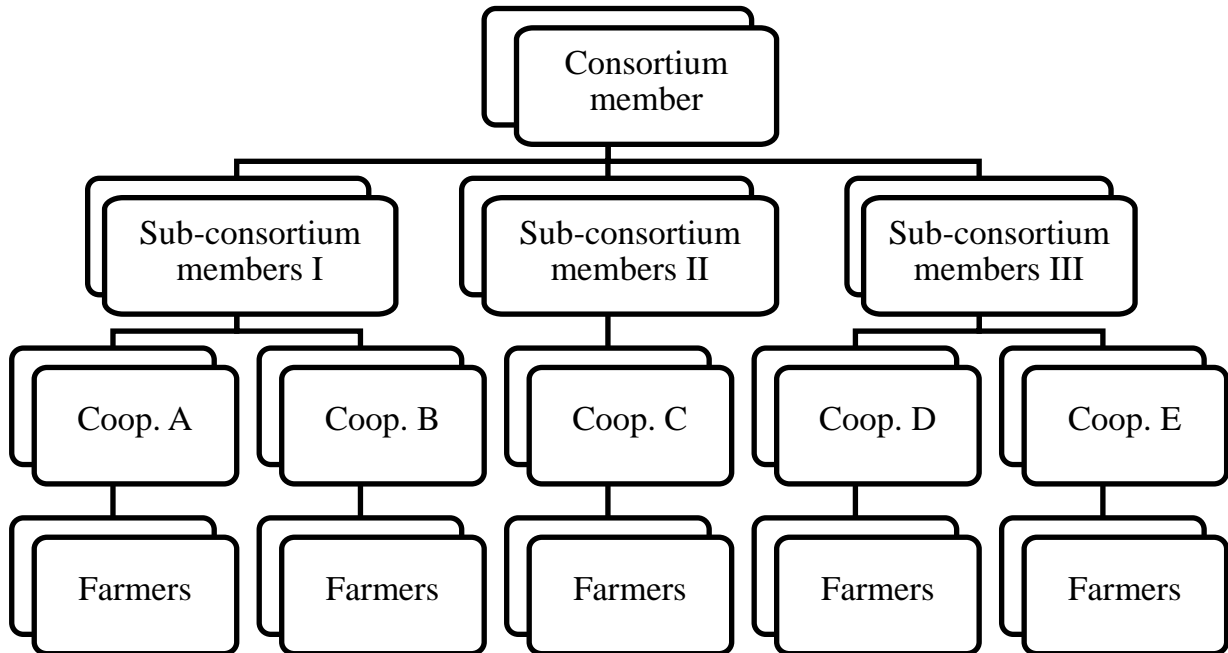 Consortium
member
Sub-consortium
members I
Sub-consortium
members II
Sub-consortium
members III
Coop. A
Coop. B
Coop. C
Coop. D
Coop. E
Farmers
Farmers
Farmers
Farmers
Farmers